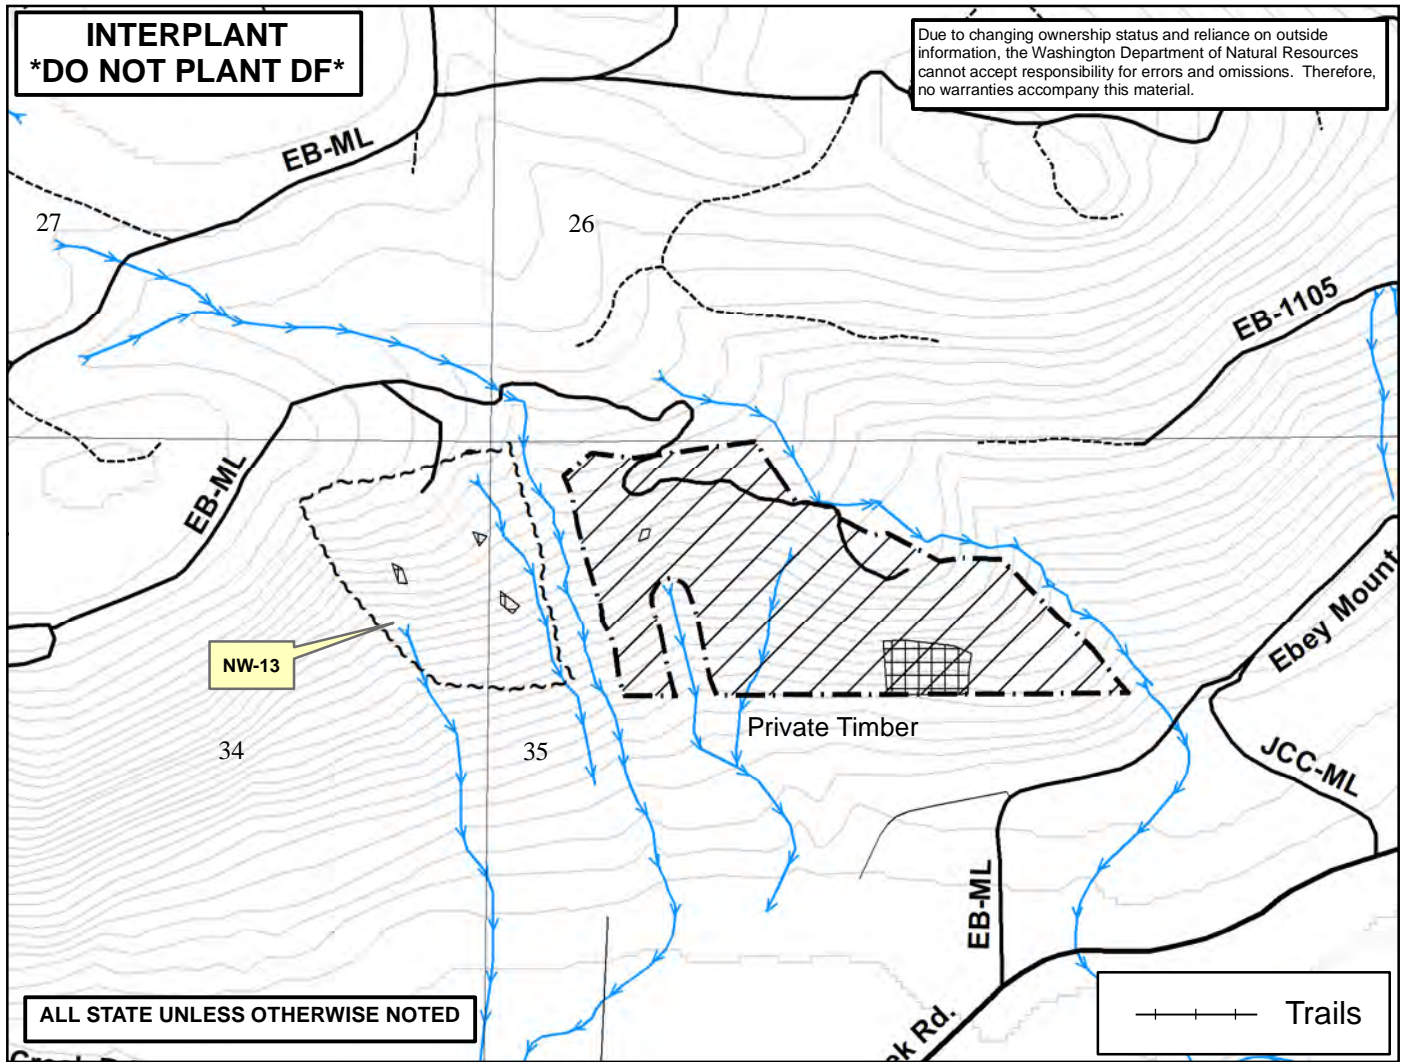 INTERPLANT
*DO NOT PLANT DF*
Due to changing ownership status and reliance on outside
information, the Washington Department of Natural Resources
cannot accept responsibility for errors and omissions. Therefore,
no warranties accompany this material.
EB-ML
27
26
EB-1105
EB-ML
Ebey Mount
NW-13
Private Timber
34
35
JCC-ML
EB-ML
ek Rd.
Trails
ALL STATE UNLESS OTHERWISE NOTED